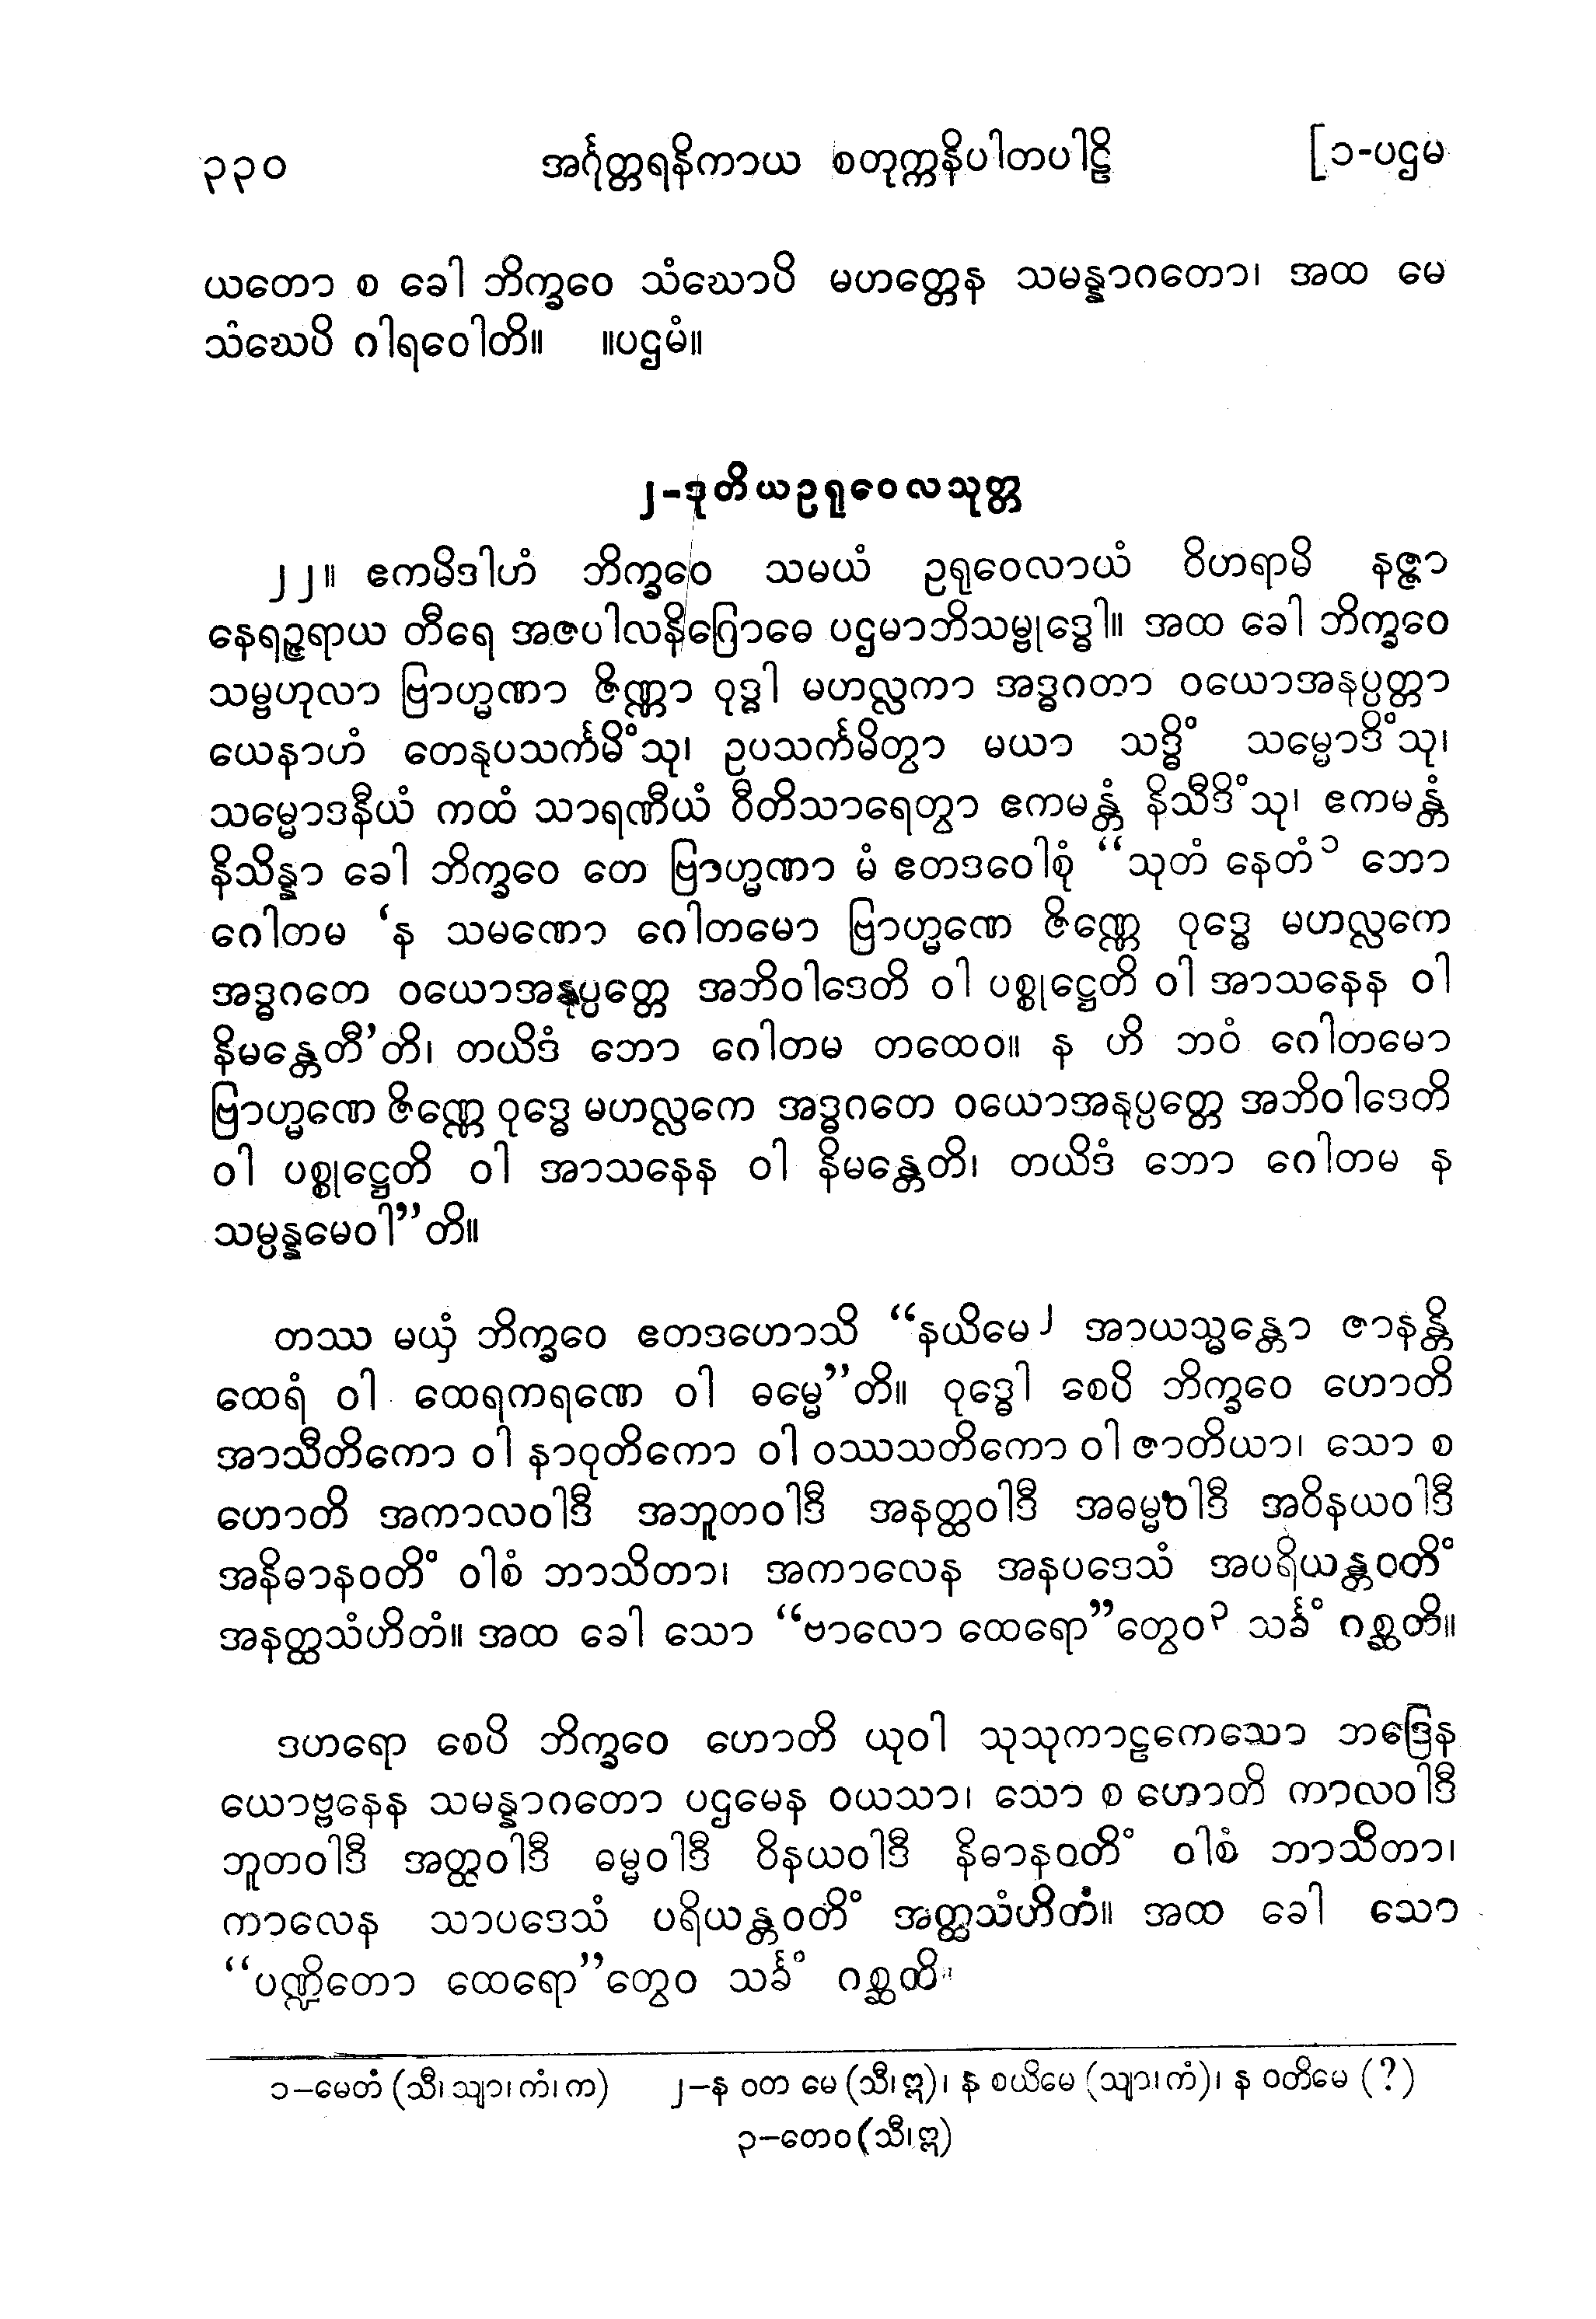 ၃၃၀ အင်္ဂုတ္တရနိကာယ စတုက္ကနိပါတပါဠိ [၁-ပဌမ
ယတော စ ခေါ ဘိက္ခဝေ သံဃောပိ မဟတ္တေန သမန္နာဂတော၊ အထ မေ
သံဃေပိ ဂါရဝေါတိ။ ။ပဌမံ။
၂-ဒုတိယဥရုဝေလသုတ္တ
၂၂။ ဧကမိဒါဟံ ဘိက္ခဝေ သမယံ ဥရုဝေလာယံ ဝိဟရာမိ နဇ္ဇာ
နေရဉ္ဇရာယ တီရေ အဇပါလနိဂြောဓေ ပဌမာဘိသမ္ဗုဒ္ဓေါ။ အထ ခေါ ဘိက္ခဝေ
သမ္ဗဟုလာ ဗြာဟ္မဏာ ဇိဏ္ဏာ ဝုဒ္ဓါ မဟလ္လကာ အဒ္ဓဂတာ ဝယောအနုပ္ပတ္တာ
ယေနာဟံ တေနုပသင်္ကမိံသု၊ ဥပသင်္ကမိတွာ မယာ သဒ္ဓိံ သမ္မောဒိံသု၊
သမ္မောဒနီယံ ကထံ သာရဏီယံ ဝီတိသာရေတွာ ဧကမန္တံ နိသီဒိံသု၊ ဧကမန္တံ
နိသိန္နာ ခေါ ဘိက္ခဝေ တေ ဗြာဟ္မဏာ မံ ဧတဒဝေါစုံ “သုတံ နေတံ၁ ဘော
ဂေါတမ ‘န သမဏော ဂေါတမော ဗြာဟ္မဏေ ဇိဏ္ဏေ ဝုဒ္ဓေ မဟလ္လကေ
အဒ္ဓဂတေ ဝယောအနုပ္ပတ္တေ အဘိဝါဒေတိ ဝါ ပစ္စုဋ္ဌေတိ ဝါ အာသနေန ဝါ
နိမန္တေတီ’တိ၊ တယိဒံ ဘော ဂေါတမ တထေဝ။ န ဟိ ဘဝံ ဂေါတမော
ဗြာဟ္မဏေ ဇိဏ္ဏေ ဝုဒ္ဓေ မဟလ္လကေ အဒ္ဓဂတေ ဝယောအနုပ္ပတ္တေ အဘိဝါဒေတိ
ဝါ ပစ္စုဋ္ဌေတိ ဝါ အာသနေန ဝါ နိမန္တေတိ၊ တယိဒံ ဘော ဂေါတမ န
သမ္ပန္နမေဝါ”တိ။
တဿ မယှံ ဘိက္ခဝေ ဧတဒဟောသိ “နယိမေ၂ အာယသ္မန္တော ဇာနန္တိ
ထေရံ ဝါ ထေရကရဏေ ဝါ ဓမ္မေ”တိ။ ဝုဒ္ဓေါ စေပိ ဘိက္ခဝေ ဟောတိ
အာသီတိကော ဝါ နာဝုတိကော ဝါ ဝဿသတိကော ဝါ ဇာတိယာ၊ သော စ
ဟောတိ အကာလဝါဒီ အဘူတဝါဒီ အနတ္ထဝါဒီ အဓမ္မဝါဒီ အဝိနယဝါဒီ
အနိဓာနဝတိံ ဝါစံ ဘာသိတာ၊ အကာလေန အနပဒေသံ အပရိယန္တဝတိံ
အနတ္ထသံဟိတံ။ အထ ခေါ သော “ဗာလော ထေရော”တွေဝ၃ သင်္ခံ ဂစ္ဆတိ။
ဒဟရော စေပိ ဘိက္ခဝေ ဟောတိ ယုဝါ သုသုကာဠကေသော ဘဒြေန
ယောဗ္ဗနေန သမန္နာဂတော ပဌမေန ဝယသာ၊ သော စ ဟောတိ ကာလဝါဒီ
ဘူတဝါဒီ အတ္ထဝါဒီ ဓမ္မဝါဒီ ဝိနယဝါဒီ နိဓာနဝတိံ ဝါစံ ဘာသိတာ၊
ကာလေန သာပဒေသံ ပရိယန္တဝတိံ အတ္ထသံဟိတံ။ အထ ခေါ သော
“ပဏ္ဍိတော ထေရော”တွေဝ သင်္ခံ ဂစ္ဆတိ။
၁–မေတံ (သီ၊ သျာ၊ ကံ၊ က) ၂–န ဝတ မေ (သီ၊ ဣ)၊ န စယိမေ (သျာ၊ ကံ)၊ န ဝတိမေ (?)
၃–တေဝ (သီ၊ ဣ)